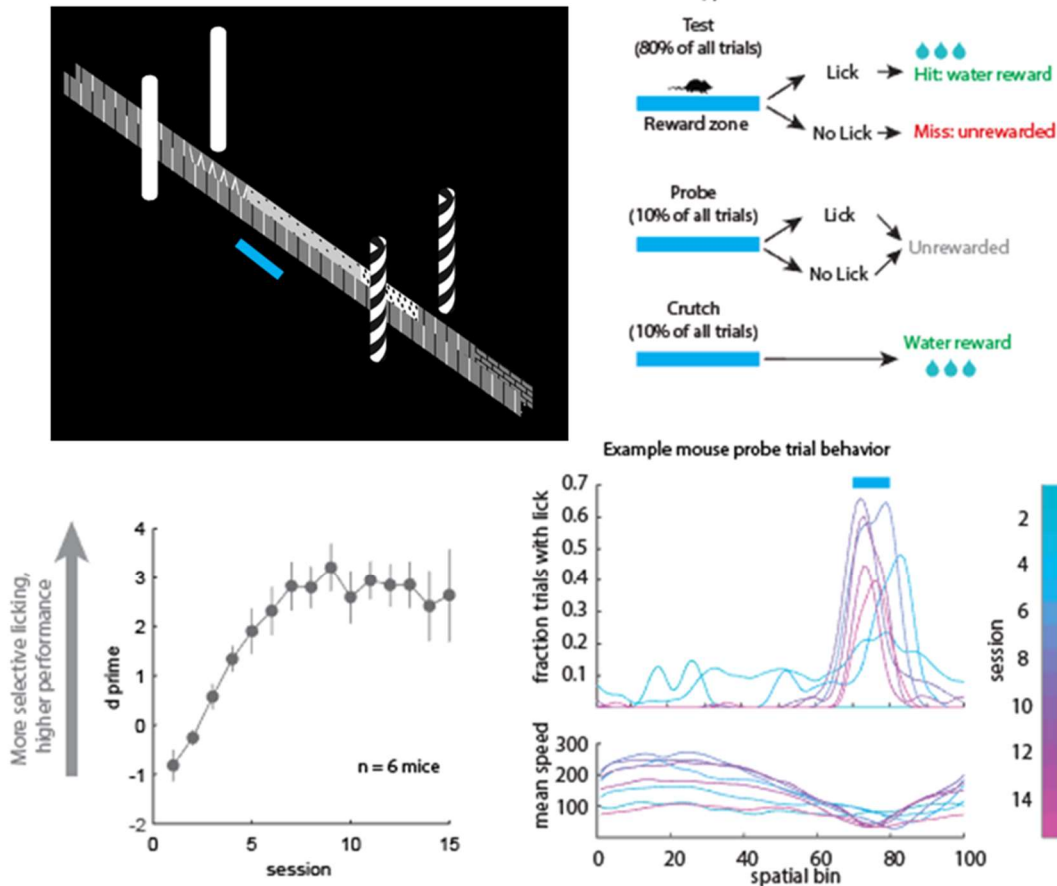 Test
(80% of all trials)
Lick
Hit: water reward
Reward zone
No Lick
Miss: unrewarded
Probe
(10% of all trials)
Lick
Unrewarded
No Lick
Crutch
(10% of all trials)
Water reward
More selective licking,
higher performance
d prime
4
3
2
1
0
-1
-2
n = 6 mice
0
5
10
15
session
Example mouse probe trial behavior
fraction trials with lick
0.7
0.6
0.5
0.4
0.3
0.2
0.1
mean speed
300
200
100
0
20
40
60
80
100
spatial bin
session
2
4
6
8
10
12
14